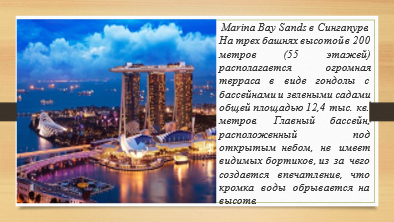 Marina Bay Sands в Сингапуре
На трех башнях высотой в 200
метров (55 этажей)
располагается огромная
терраса в виде гондолы с
бассейнами и зелеными садами
общей площадью 12,4 тыс. кв.
метров. Главный бассейн,
расположенный под
открытым небом, не имеет
видимых бортиков, из за чего
создается впечатление, что
кромка воды обрывается на
высоте